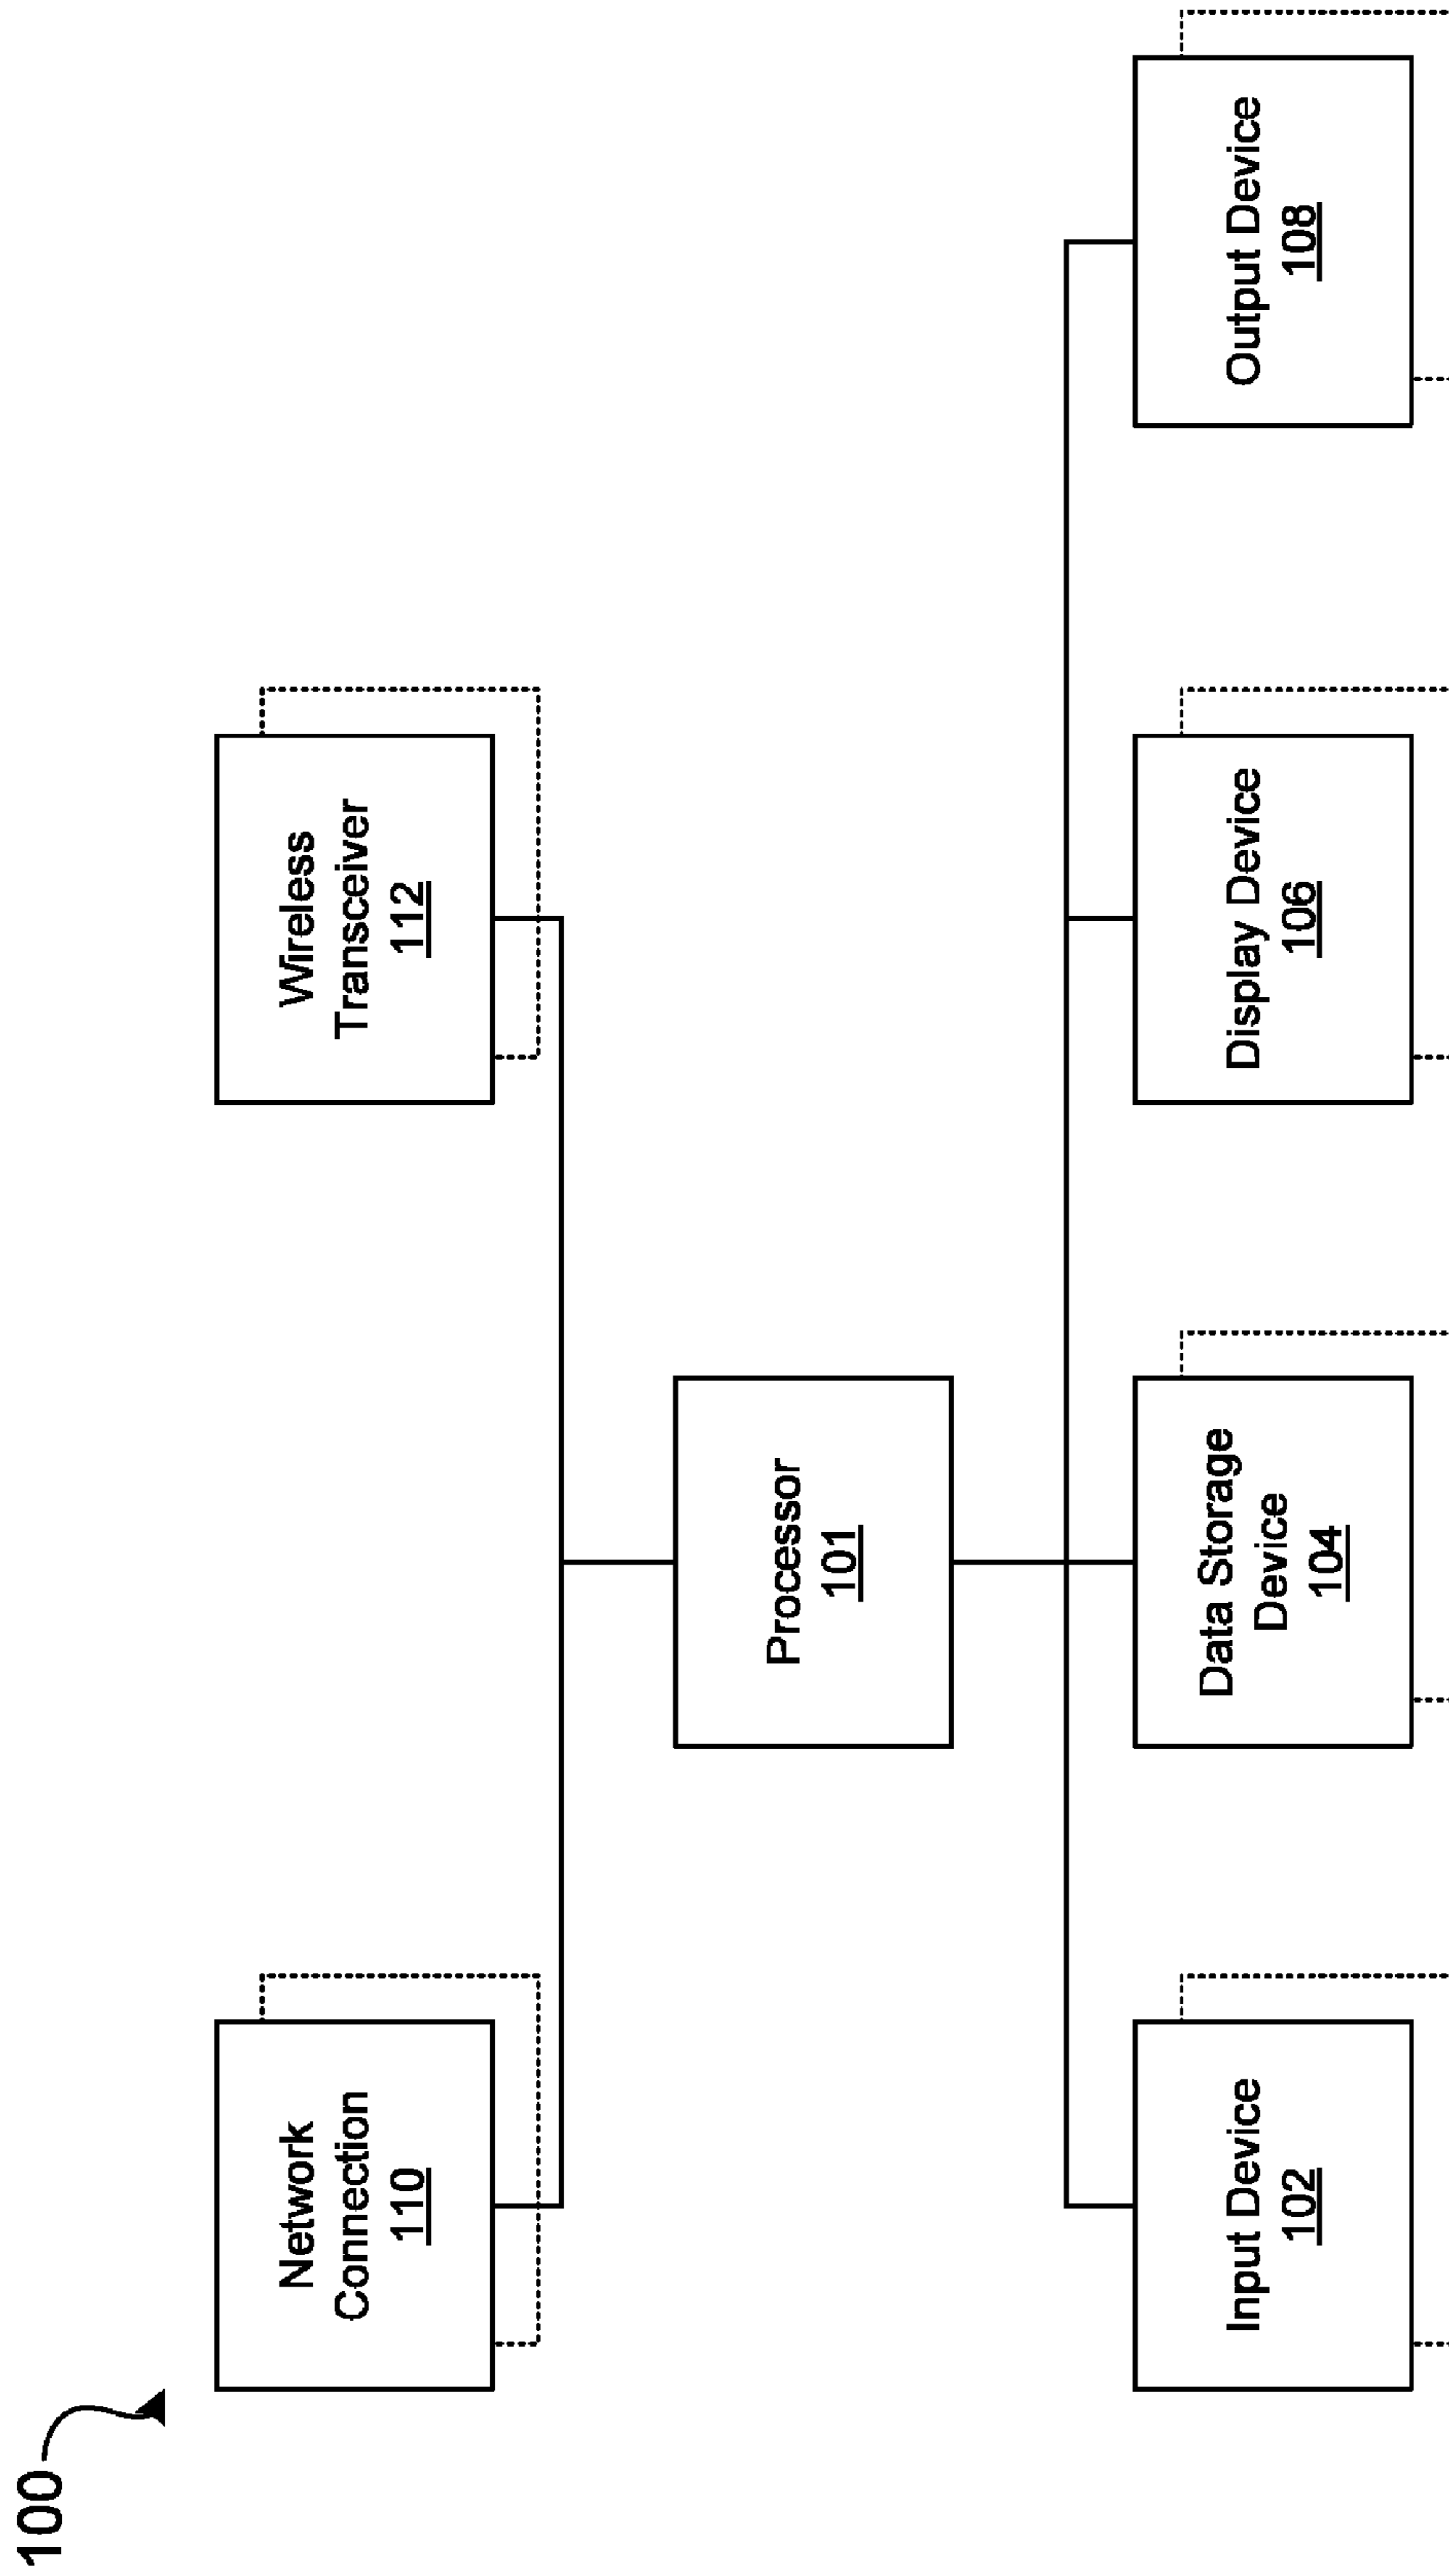 100
Network
Connection
110
Wireless
Transceiver
112
Processor
101
Input Device
102
Data Storage
Device
104
Display Device
106
Output Device
108